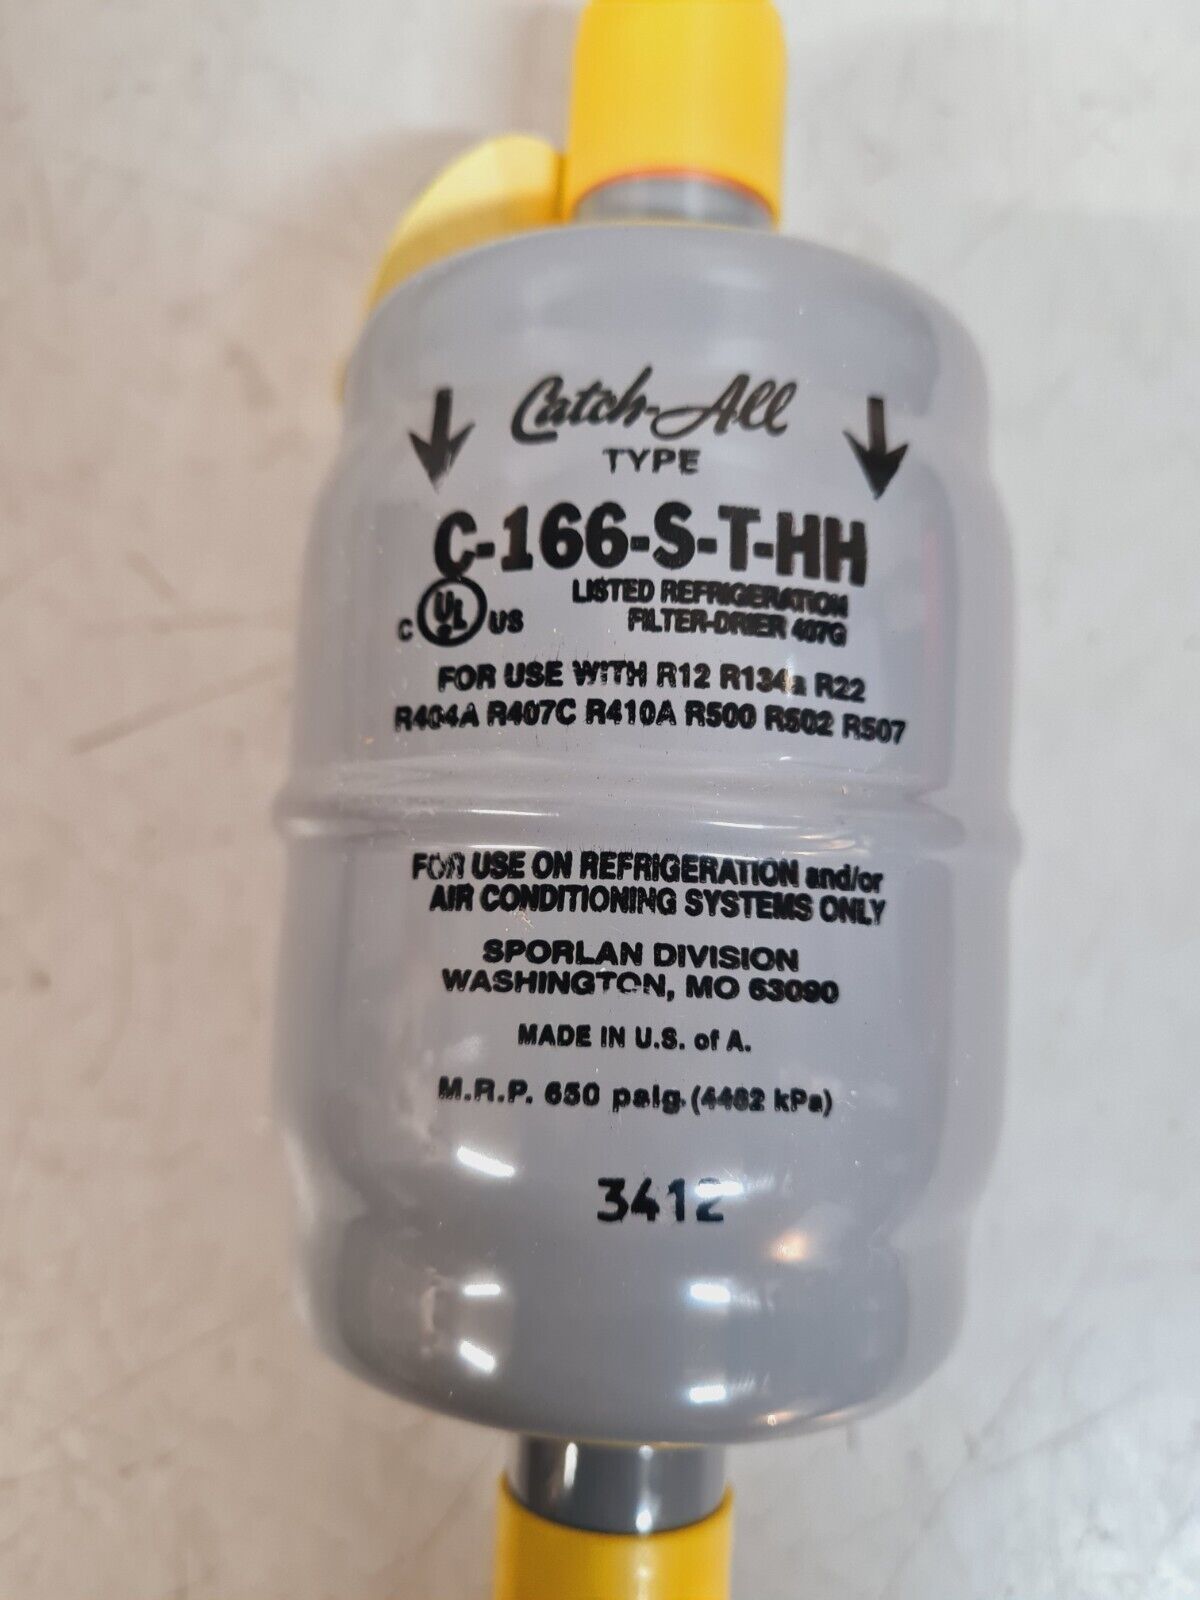 Catch-All
TYPE
C-166-S-T-HH
C UL US
LISTED REFRIGERATION
FILTER-DRIER 407G
FOR USE WITH R12 R134a R22
R404A R407C R410A R500 R502 R507
FOR USE ON REFRIGERATION and/or
AIR CONDITIONING SYSTEMS ONLY
SPORLAN DIVISION
WASHINGTON, MO 63090
MADE IN U.S. of A.
M.R.P. 650 psig (4482 kPa)
3412